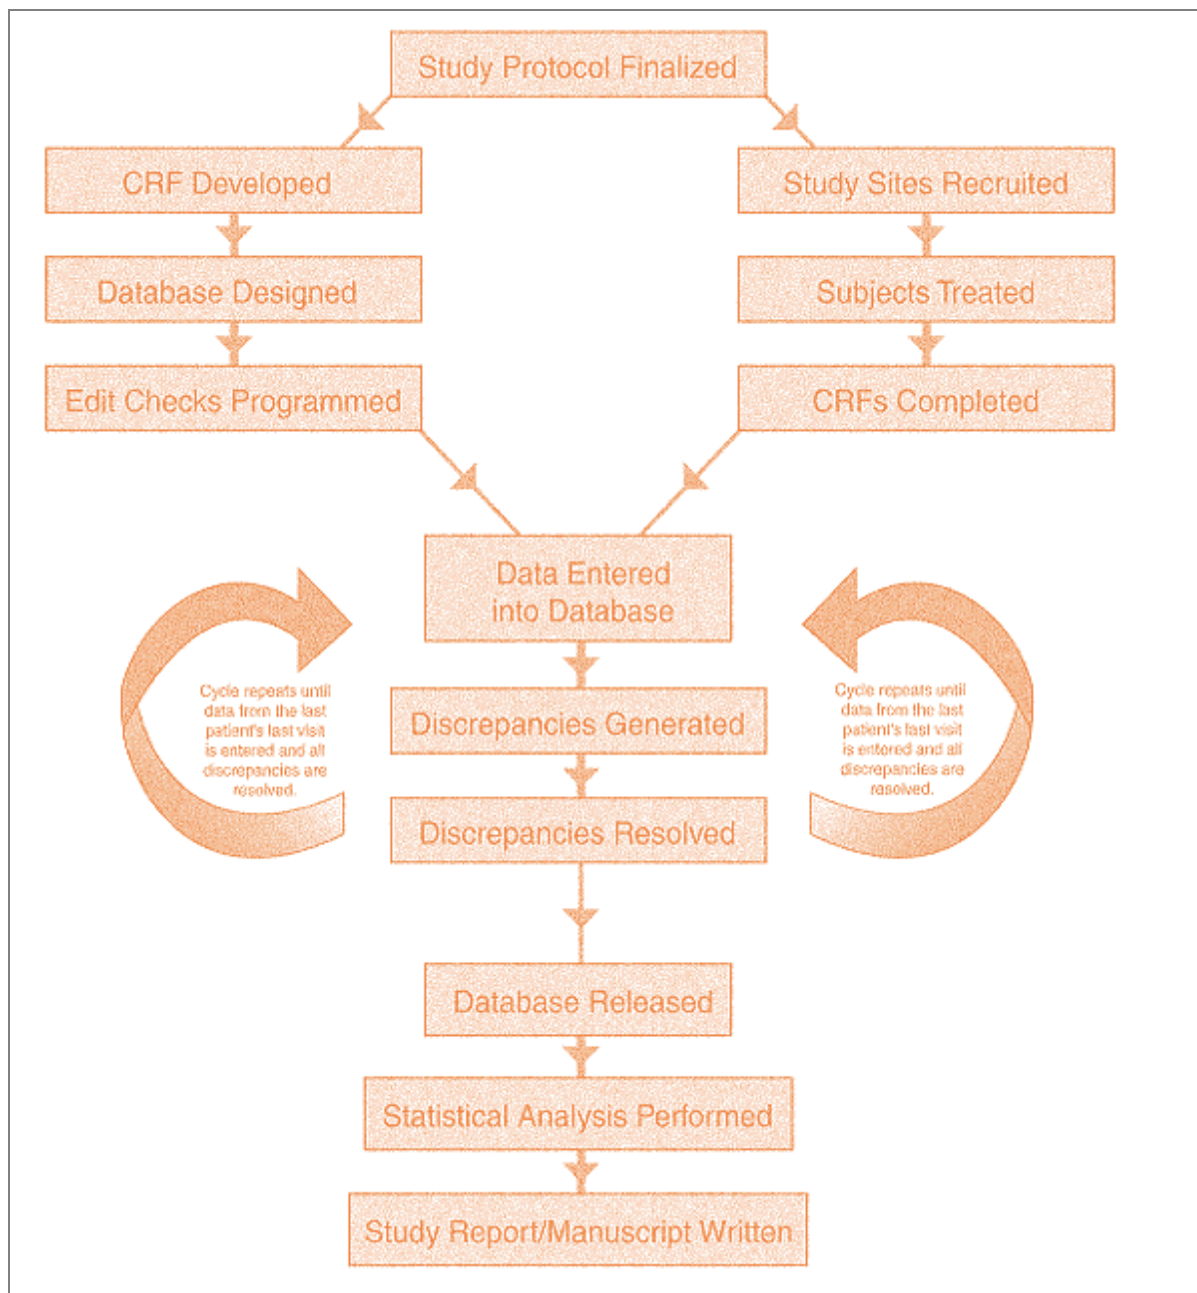 Study Protocol Finalized
CRF Developed
Study Sites Recruited
Database Designed
Subjects Treated
Edit Checks Programmed
CRFs Completed
Data Entered
into Database
Cycle repeats until
data from the last
patient's last visit
is entered and all
discrepancies are
resolved.
Cycle repeats until
data from the last
patient's last visit
is entered and all
discrepancies are
resolved.
Discrepancies Generated
Discrepancies Resolved
Database Released
Statistical Analysis Performed
Study Report/Manuscript Written